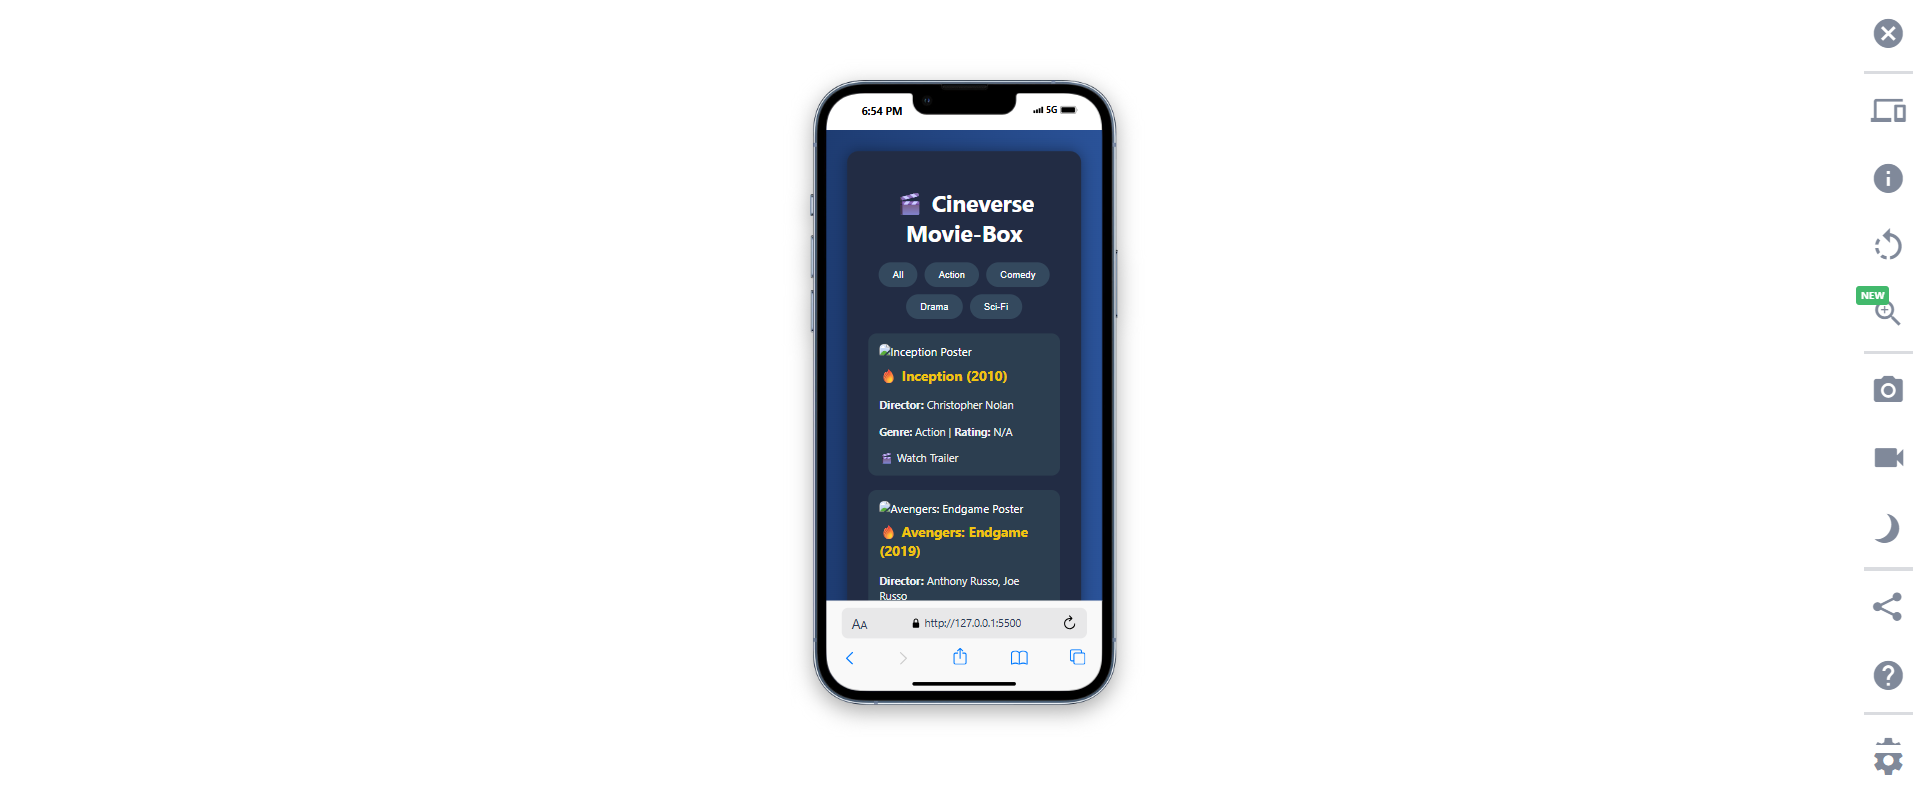 6:54 PM
5G
🎬 Cineverse
Movie-Box
All
Action
Comedy
Drama
Sci-Fi
Inception Poster
🔥 Inception (2010)
Director: Christopher Nolan
Genre: Action | Rating: N/A
🎬 Watch Trailer
Avengers: Endgame Poster
🔥 Avengers: Endgame
(2019)
Director: Anthony Russo, Joe
Russo
AA
http://127.0.0.1:5500
NEW